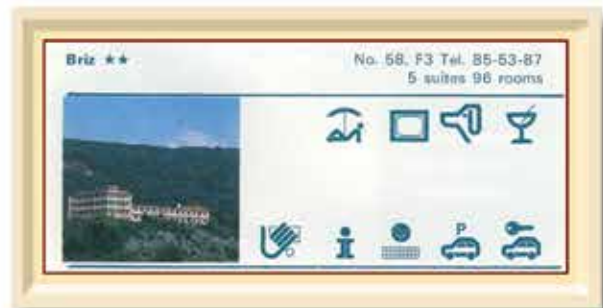 Briz ★★
No. 58, F3 Tel. 85-53-87
5 suites 96 rooms
i
P